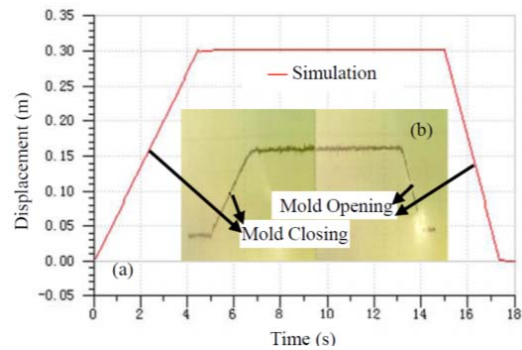 0.35
0.30
0.25
0.20
0.15
0.10
0.05
0.00
-0.05
Displacement (m)
Simulation
(b)
Mold Opening
Mold Closing
(a)
0 2 4 6 8 10 12 14 16 18
Time (s)